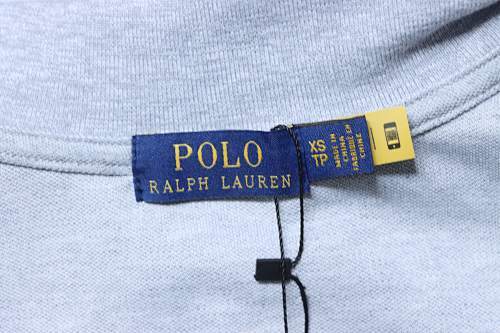 POLO
RALPH LAUREN
XS
TP
MADE IN
CHINA
FABRIQUÉ EN
CHINE